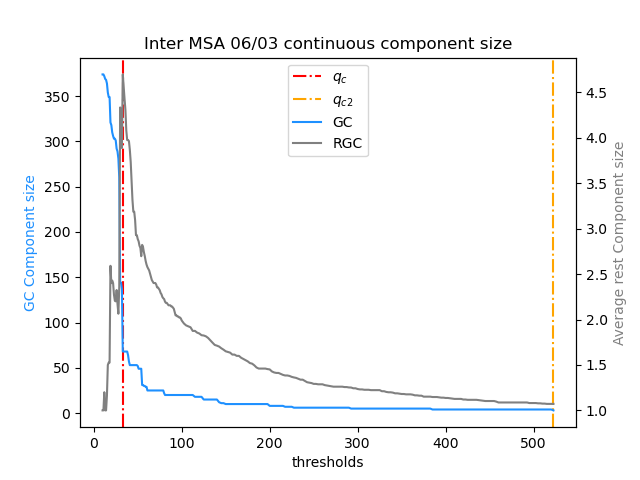 Inter MSA 06/03 continuous component size
q_c
q_c2
GC
RGC
GC Component size
350
300
250
200
150
100
50
0
4.5
4.0
3.5
3.0
2.5
2.0
1.5
1.0
Average rest Component size
0 100 200 300 400 500
thresholds